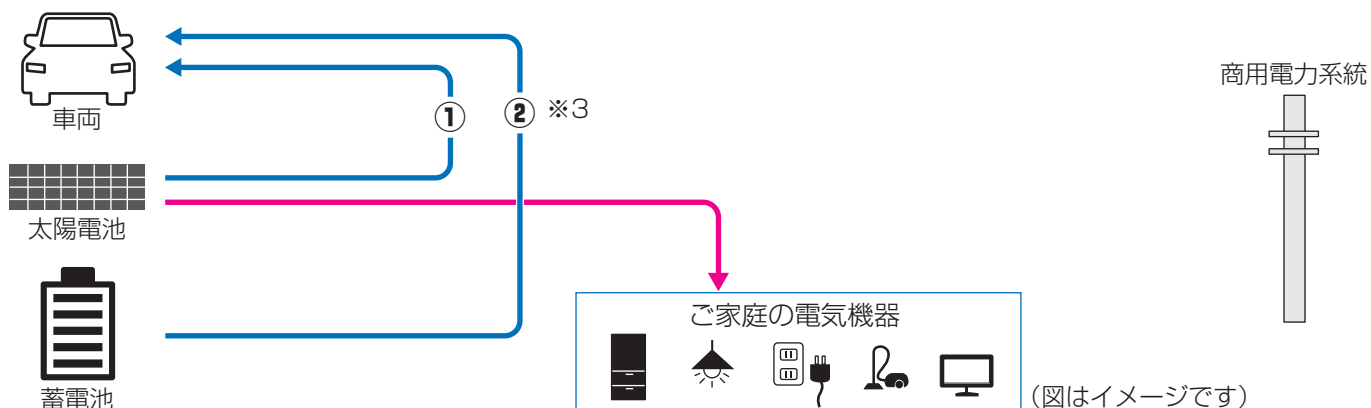 商用電力系統
車両
① ② ※3
太陽電池
ご家庭の電気機器
蓄電池
（図はイメージです）